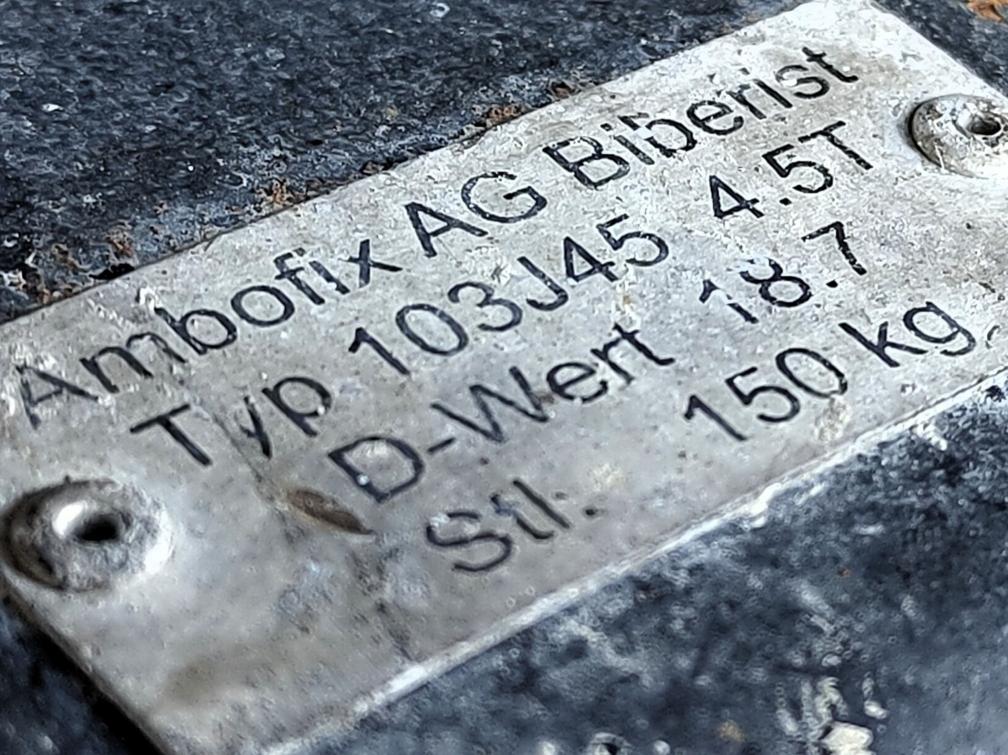 Ambofix AG Biberist
Typ 103J45 4.5T
D-Wert 18.7
Stl. 150 kg